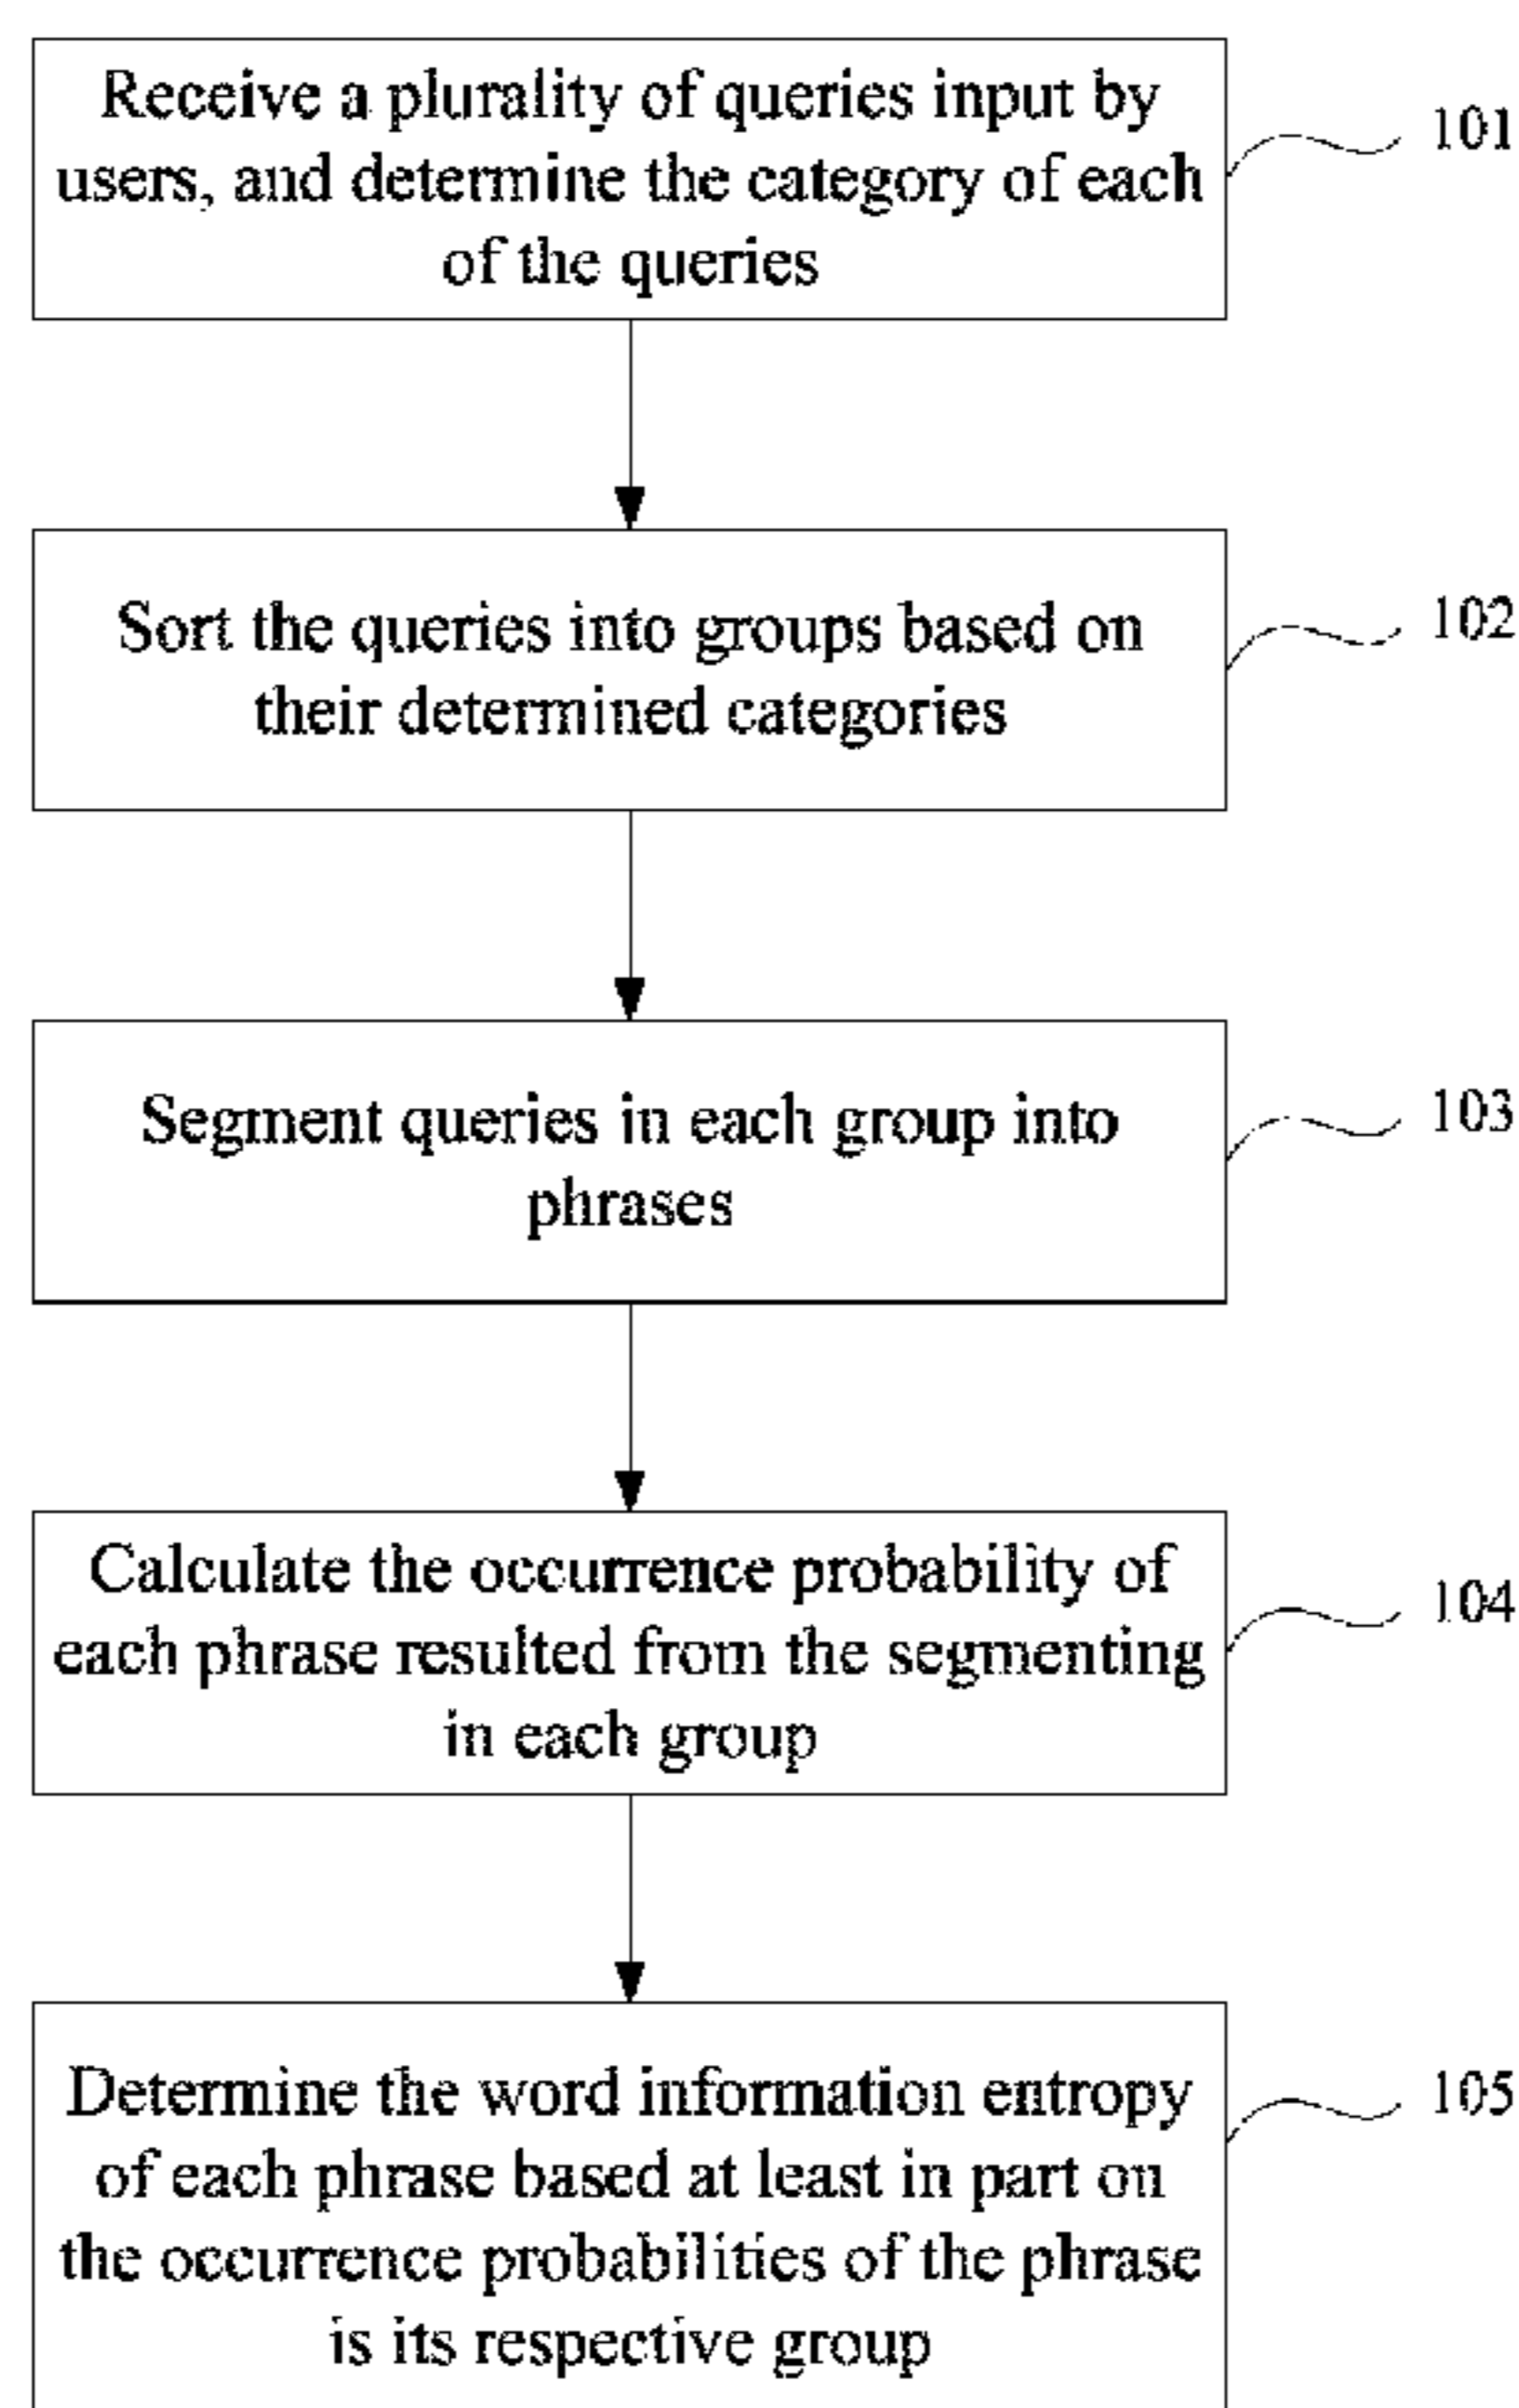 Receive a plurality of queries input by
users, and determine the category of each
of the queries
101
Sort the queries into groups based on
their determined categories
102
Segment queries in each group into
phrases
103
Calculate the occurrence probability of
each phrase resulted from the segmenting
in each group
104
Determine the word information entropy
of each phrase based at least in part on
the occurrence probabilities of the phrase
is its respective group
105